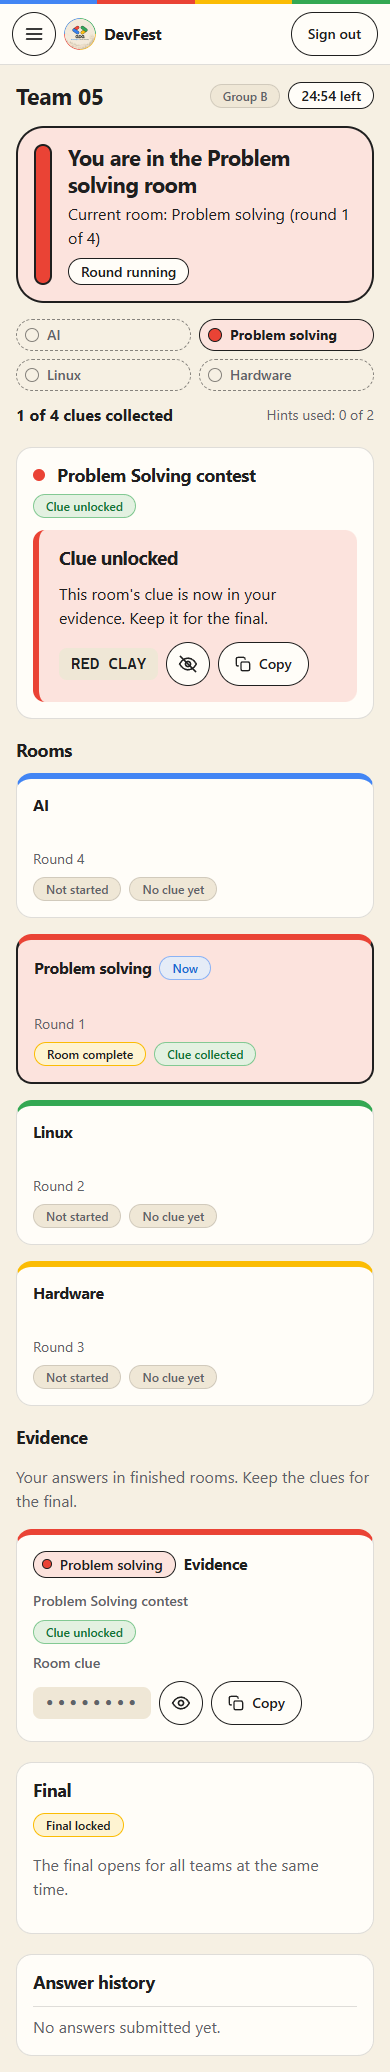 DevFest
Sign out
Team 05
Group B
24:54 left
You are in the Problem
solving room
Current room: Problem solving (round 1
of 4)
Round running
AI
Problem solving
Linux
Hardware
1 of 4 clues collected
Hints used: 0 of 2
Problem Solving contest
Clue unlocked
Clue unlocked
This room's clue is now in your
evidence. Keep it for the final.
RED CLAY
Copy
Rooms
AI
Round 4
Not started
No clue yet
Problem solving
Now
Round 1
Room complete
Clue collected
Linux
Round 2
Not started
No clue yet
Hardware
Round 3
Not started
No clue yet
Evidence
Your answers in finished rooms. Keep the clues for
the final.
Problem solving
Evidence
Problem Solving contest
Clue unlocked
Room clue
••••••••
Copy
Final
Final locked
The final opens for all teams at the same
time.
Answer history
No answers submitted yet.